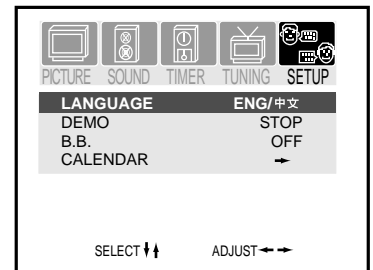 PICTURE SOUND TIMER TUNING SETUP
LANGUAGE ENG/中文
DEMO STOP
B.B. OFF
CALENDAR →
SELECT ⬇⬆ ADJUST ← →